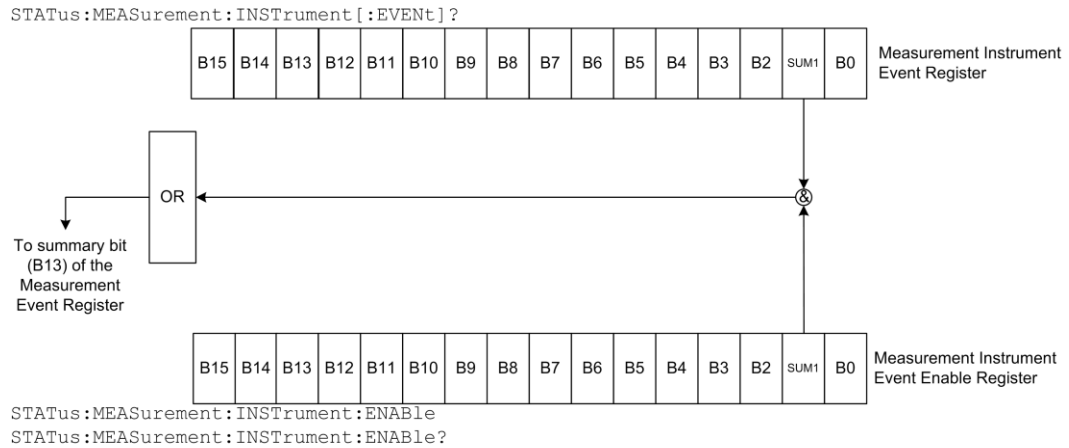 STATus:MEASurement:INSTrument[:EVENt]?
B15 B14 B13 B12 B11 B10 B9 B8 B7 B6 B5 B4 B3 B2 SUM1 B0
Measurement Instrument
Event Register
OR
&
To summary bit
(B13) of the
Measurement
Event Register
B15 B14 B13 B12 B11 B10 B9 B8 B7 B6 B5 B4 B3 B2 SUM1 B0
Measurement Instrument
Event Enable Register
STATus:MEASurement:INSTrument:ENABle
STATus:MEASurement:INSTrument:ENABle?